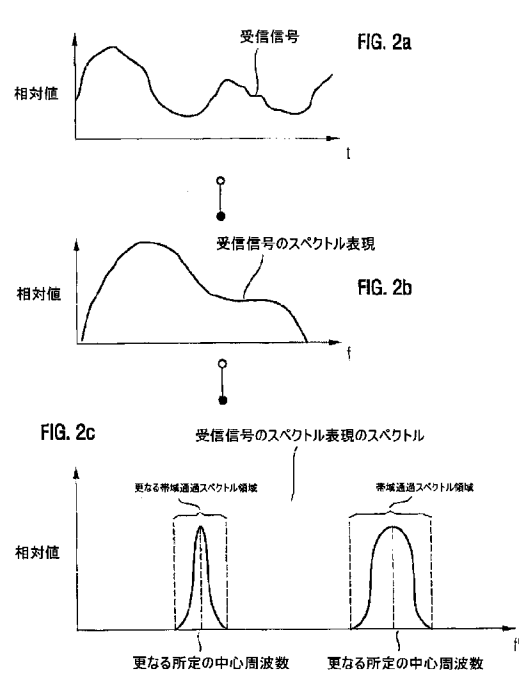 受信信号
FIG. 2a
相対値
t
受信信号のスペクトル表現
相対値
FIG. 2b
f
FIG. 2c
受信信号のスペクトル表現のスペクトル
更なる帯域通過スペクトル領域
帯域通過スペクトル領域
相対値
f'
更なる所定の中心周波数
更なる所定の中心周波数